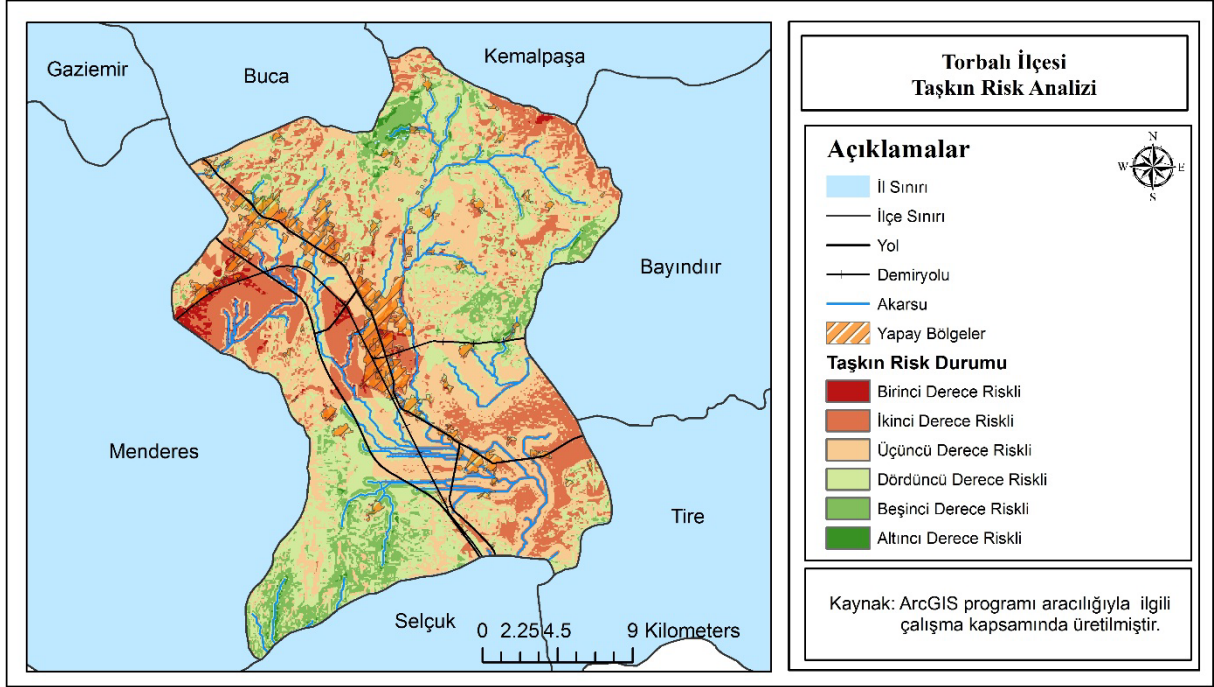 Gaziemir
Buca
Kemalpaşa
Bayındıır
Menderes
Tire
Selçuk
0 2.25 4.5 9 Kilometers
Torbalı İlçesi
Taşkın Risk Analizi
Açıklamalar
N
W E
S
İl Sınırı
İlçe Sınırı
Yol
Demiryolu
Akarsu
Yapay Bölgeler
Taşkın Risk Durumu
Birinci Derece Riskli
İkinci Derece Riskli
Üçüncü Derece Riskli
Dördüncü Derece Riskli
Beşinci Derece Riskli
Altıncı Derece Riskli
Kaynak: ArcGIS programı aracılığıyla ilgili
çalışma kapsamında üretilmiştir.